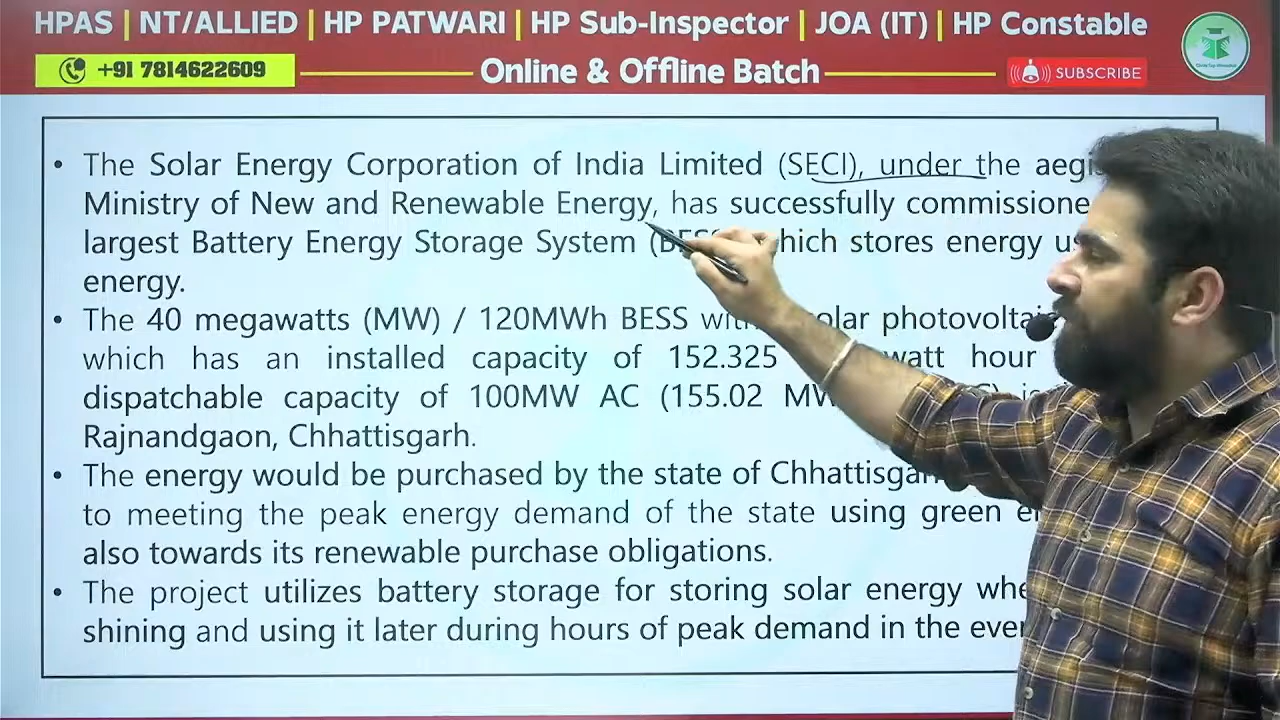 HPAS | NT/ALLIED | HP PATWARI | HP Sub-Inspector | JOA (IT) | HP Constable
+91 7814622609
Online & Offline Batch
SUBSCRIBE
• The Solar Energy Corporation of India Limited (SECI), under the
Ministry of New and Renewable Energy, has successfully
largest Battery Energy Storage System which stores energy
energy.
• The 40 megawatts (MW) / 120MWh BESS
which has an installed capacity of 152.325 hour
dispatchable capacity of 100MW AC (155.02
Rajnandgaon, Chhattisgarh.
• The energy would be purchased by the state of
to meeting the peak energy demand of the state using green
also towards its renewable purchase obligations.
• The project utilizes battery storage for storing solar energy
shining and using it later during hours of peak demand in the